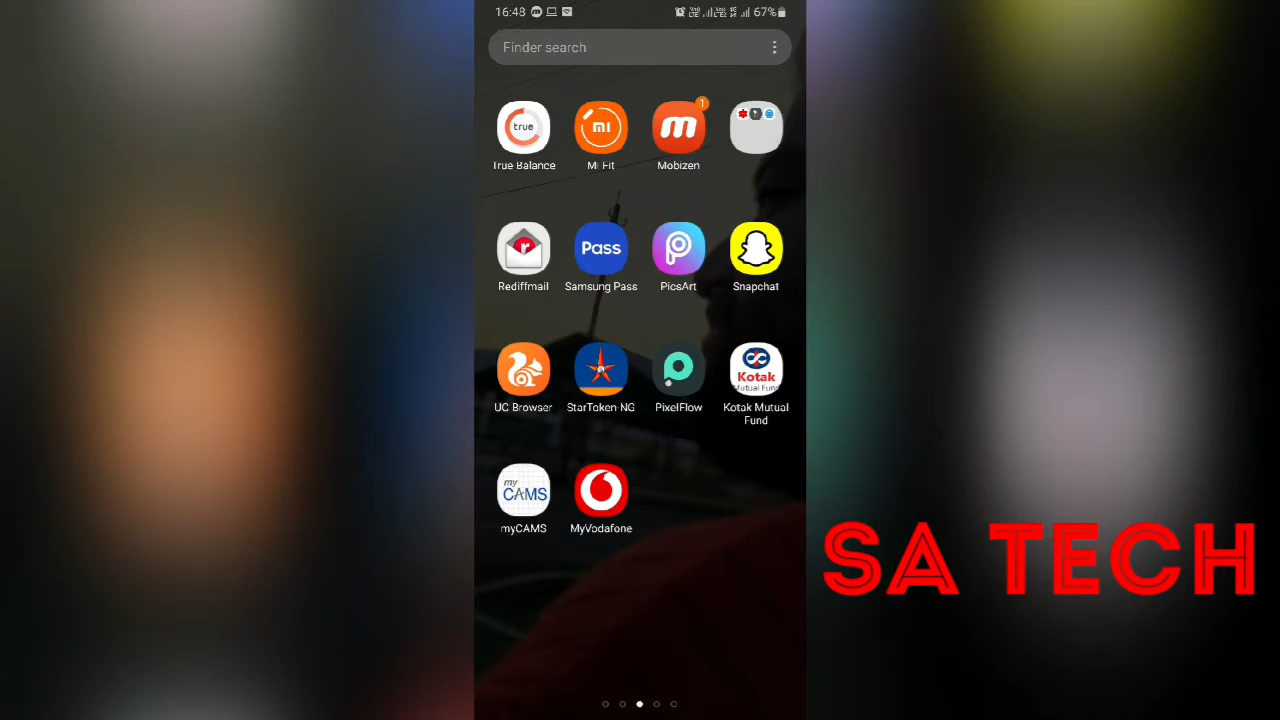 16:48 67%
Finder search
true
True Balance Mi Fit Mobizen
1
Pass
Rediffmail Samsung Pass PicsArt Snapchat
Kotak
Mutual Fund
UC Browser StarToken-NG PixelFlow Kotak Mutual
Fund
my
CAMS
myCAMS MyVodafone
SA TECH